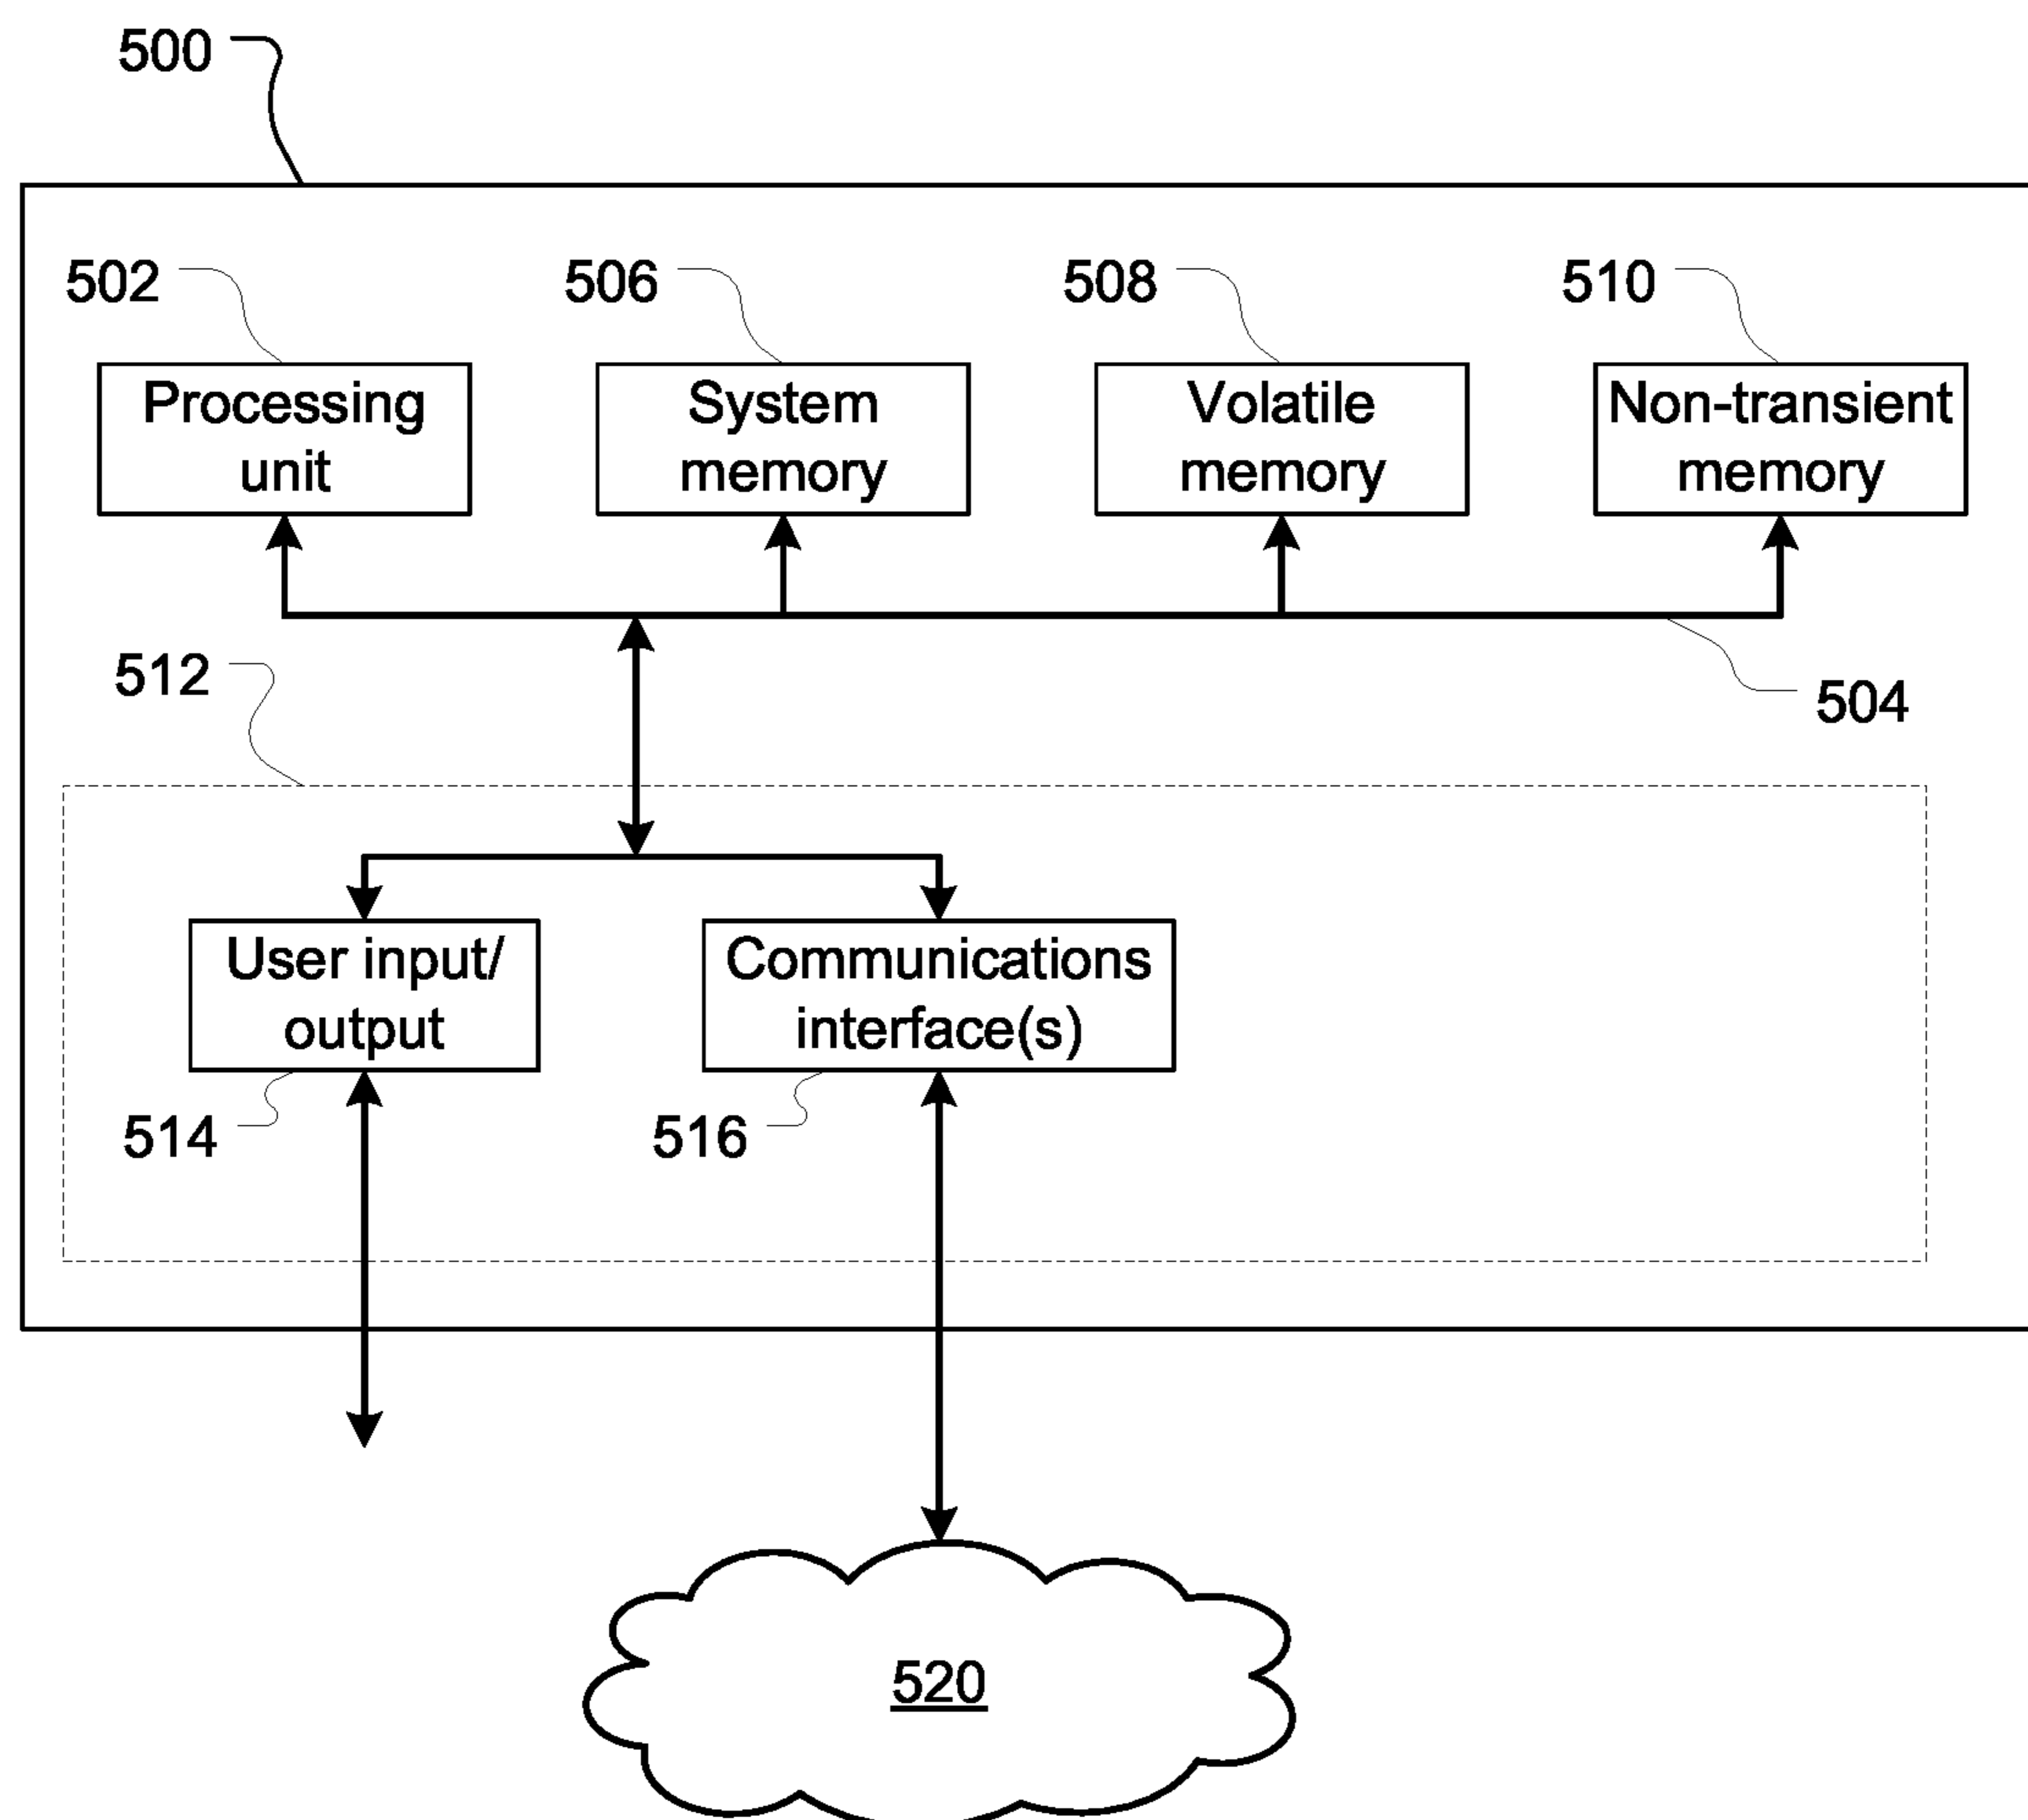 500
502
506
508
510
Processing
unit
System
memory
Volatile
memory
Non-transient
memory
512
504
User input/
output
Communications
interface(s)
514
516
520